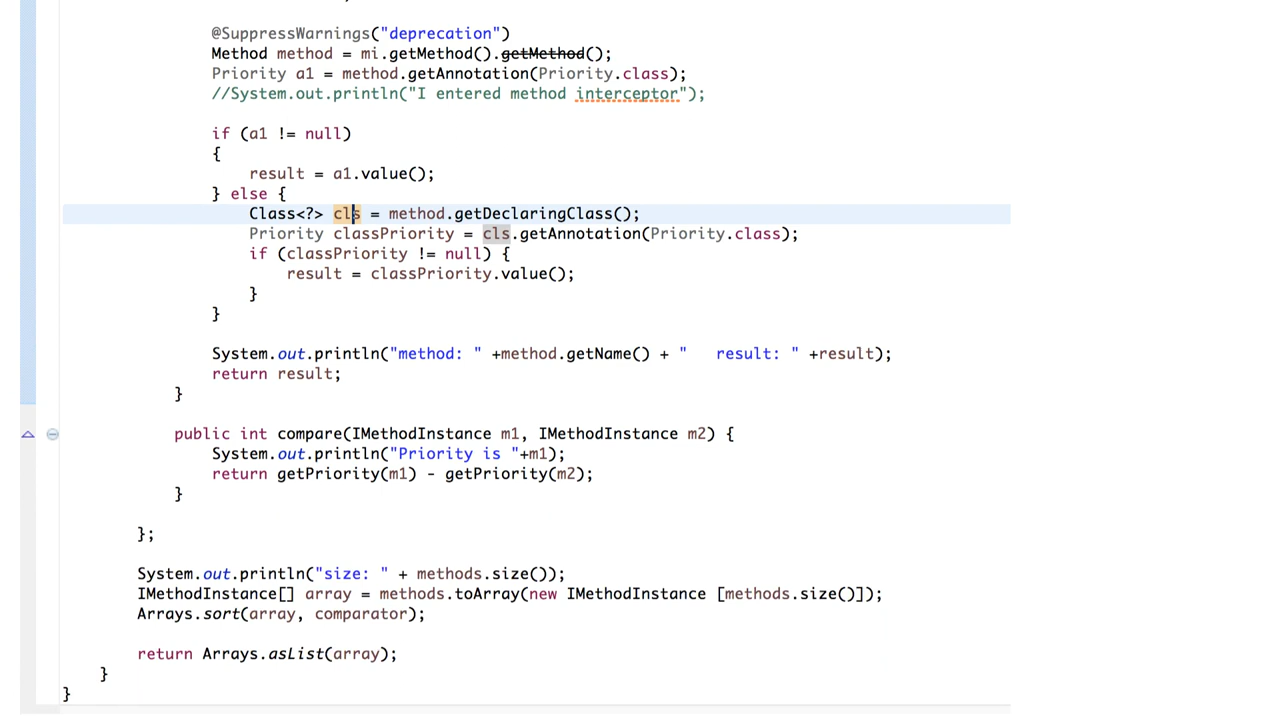 @SuppressWarnings("deprecation")
Method method = mi.getMethod().getMethod();
Priority a1 = method.getAnnotation(Priority.class);
//System.out.println("I entered method interceptor");
if (a1 != null)
{
result = a1.value();
} else {
Class<?> cls = method.getDeclaringClass();
Priority classPriority = cls.getAnnotation(Priority.class);
if (classPriority != null) {
result = classPriority.value();
}
}
System.out.println("method: " +method.getName() + "   result: " +result);
return result;
}
public int compare(IMethodInstance m1, IMethodInstance m2) {
System.out.println("Priority is "+m1);
return getPriority(m1) - getPriority(m2);
}
};
System.out.println("size: " + methods.size());
IMethodInstance[] array = methods.toArray(new IMethodInstance [methods.size()]);
Arrays.sort(array, comparator);
return Arrays.asList(array);
}
}